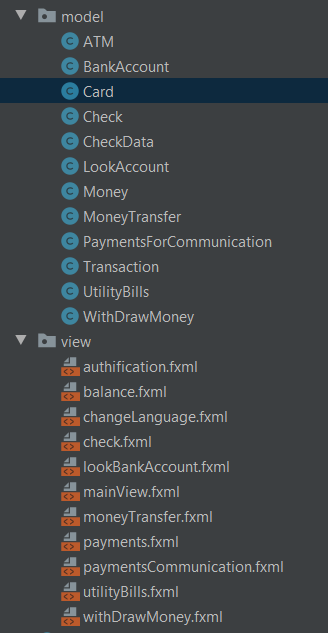 model
ATM
BankAccount
Card
Check
CheckData
LookAccount
Money
MoneyTransfer
PaymentsForCommunication
Transaction
UtilityBills
WithDrawMoney
view
authification.fxml
balance.fxml
changeLanguage.fxml
check.fxml
lookBankAccount.fxml
mainView.fxml
moneyTransfer.fxml
payments.fxml
paymentsCommunication.fxml
utilityBills.fxml
withDrawMoney.fxml